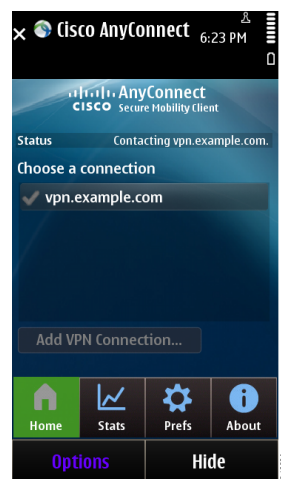 Cisco AnyConnect 6:23 PM
AnyConnect
CISCO Secure Mobility Client
Status Contacting vpn.example.com.
Choose a connection
vpn.example.com
Add VPN Connection...
Home Stats Prefs About
Options Hide